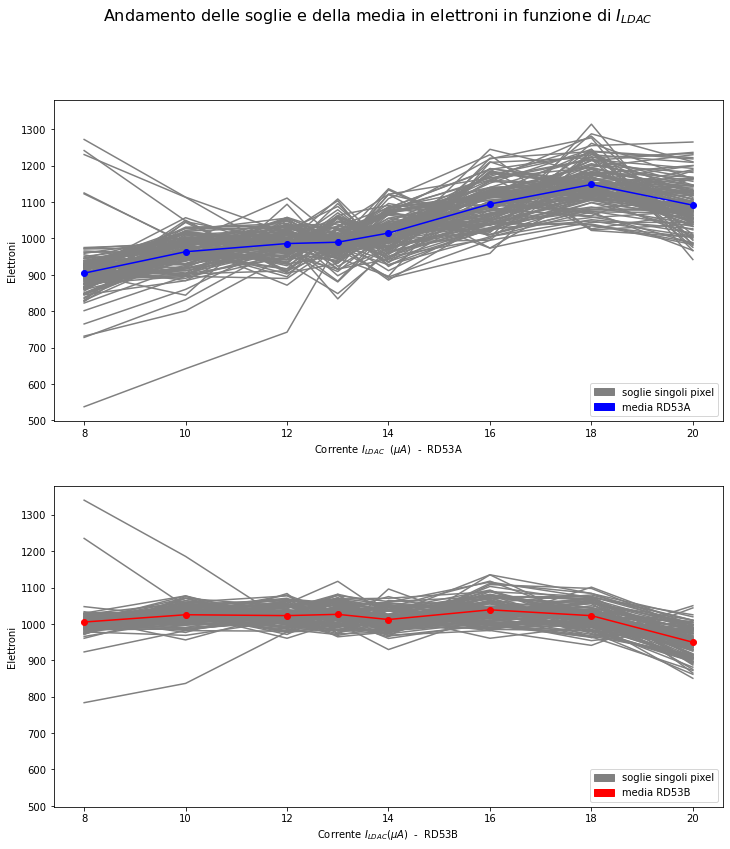 Andamento delle soglie e della media in elettroni in funzione di I_LDAC
1300
1200
1100
1000
900
800
700
600
500
Elettroni
soglie singoli pixel
media RD53A
8 10 12 14 16 18 20
Corrente I_LDAC (μA) - RD53A
1300
1200
1100
1000
900
800
700
600
500
Elettroni
soglie singoli pixel
media RD53B
8 10 12 14 16 18 20
Corrente I_LDAC(μA) - RD53B